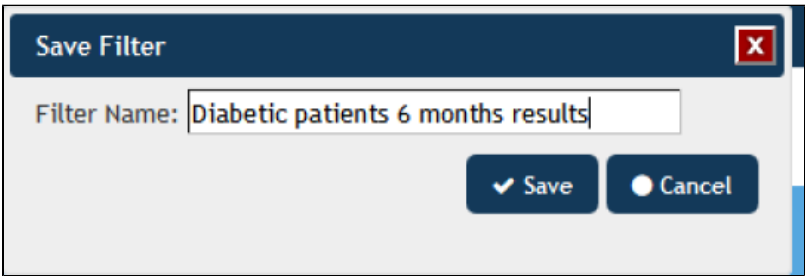 Save Filter
X
Filter Name: Diabetic patients 6 months results
Save Cancel